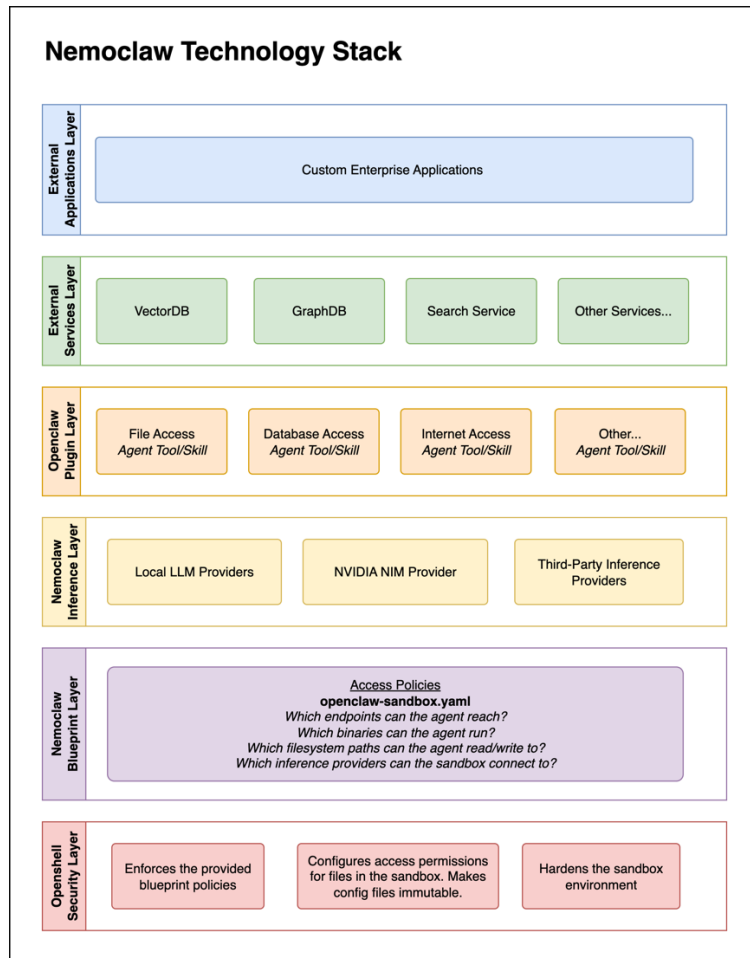 Nemoclaw Technology Stack
External
Applications Layer
Custom Enterprise Applications
External
Services Layer
VectorDB
GraphDB
Search Service
Other Services...
Openclaw
Plugin Layer
File Access
Agent Tool/Skill
Database Access
Agent Tool/Skill
Internet Access
Agent Tool/Skill
Other...
Agent Tool/Skill
Nemoclaw
Inference Layer
Local LLM Providers
NVIDIA NIM Provider
Third-Party Inference
Providers
Nemoclaw
Blueprint Layer
Access Policies
openclaw-sandbox.yaml
Which endpoints can the agent reach?
Which binaries can the agent run?
Which filesystem paths can the agent read/write to?
Which inference providers can the sandbox connect to?
Openshell
Security Layer
Enforces the provided
blueprint policies
Configures access permissions
for files in the sandbox. Makes
config files immutable.
Hardens the sandbox
environment